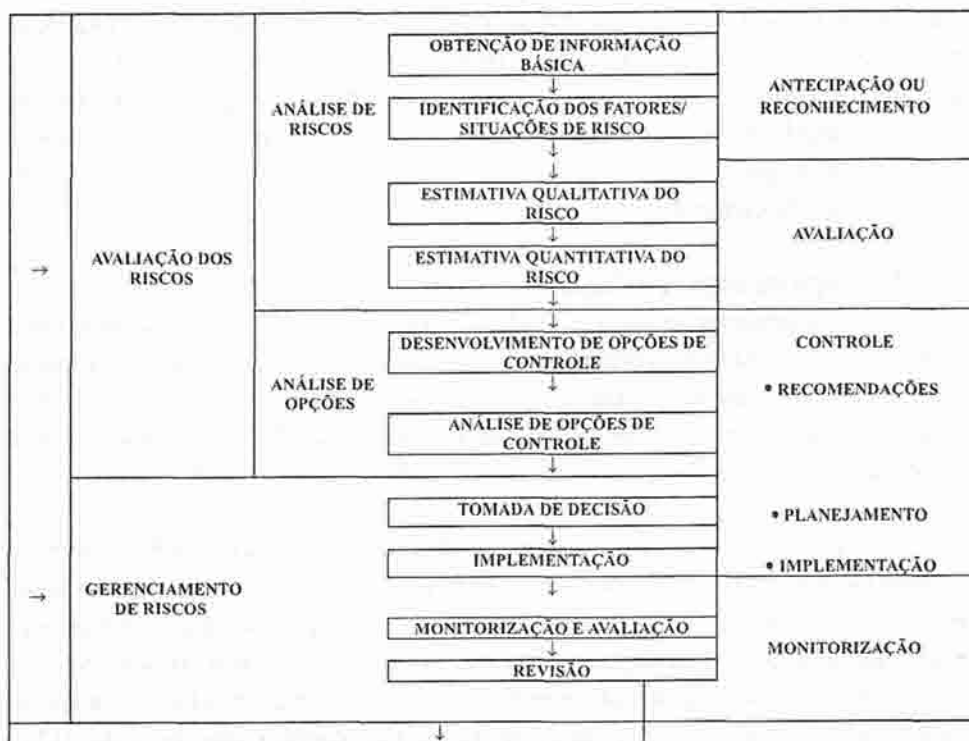 OBTENÇÃO DE INFORMAÇÃO
BÁSICA
↓
ANÁLISE DE
RISCOS
IDENTIFICAÇÃO DOS FATORES/
SITUAÇÕES DE RISCO
↓
↓
ANTECIPAÇÃO OU
RECONHECIMENTO
ESTIMATIVA QUALITATIVA DO
RISCO
↓
→
AVALIAÇÃO DOS
RISCOS
ESTIMATIVA QUANTITATIVA DO
RISCO
↓
AVALIAÇÃO
↓
DESENVOLVIMENTO DE OPÇÕES DE
CONTROLE
↓
ANÁLISE DE
OPÇÕES
CONTROLE
• RECOMENDAÇÕES
ANÁLISE DE OPÇÕES DE
CONTROLE
↓
TOMADA DE DECISÃO
• PLANEJAMENTO
↓
IMPLEMENTAÇÃO
• IMPLEMENTAÇÃO
↓
→
GERENCIAMENTO
DE RISCOS
MONITORIZAÇÃO E AVALIAÇÃO
↓
REVISÃO
MONITORIZAÇÃO
↓